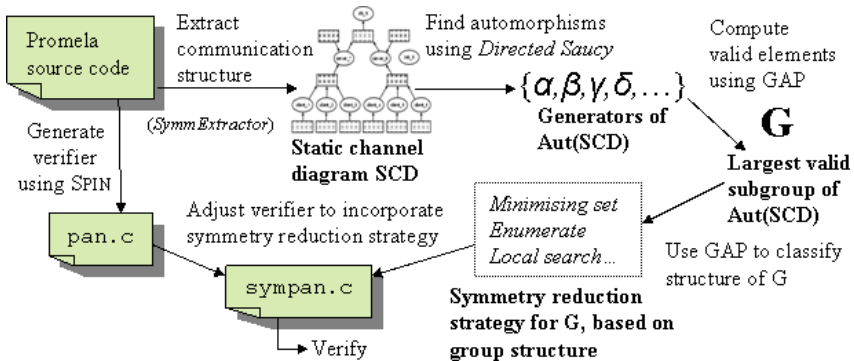 Promela
source code
Extract
communication
structure
(SymmExtractor)
Static channel
diagram SCD
Find automorphisms
using Directed Saucy
{α,β,γ,δ,...}
Generators of
Aut(SCD)
Compute
valid elements
using GAP
G
Largest valid
subgroup of
Aut(SCD)
Generate
verifier
using SPIN
pan.c
Adjust verifier to incorporate
symmetry reduction strategy
Minimising set
Enumerate
Local search...
Use GAP to classify
structure of G
sympan.c
Symmetry reduction
strategy for G, based on
group structure
Verify